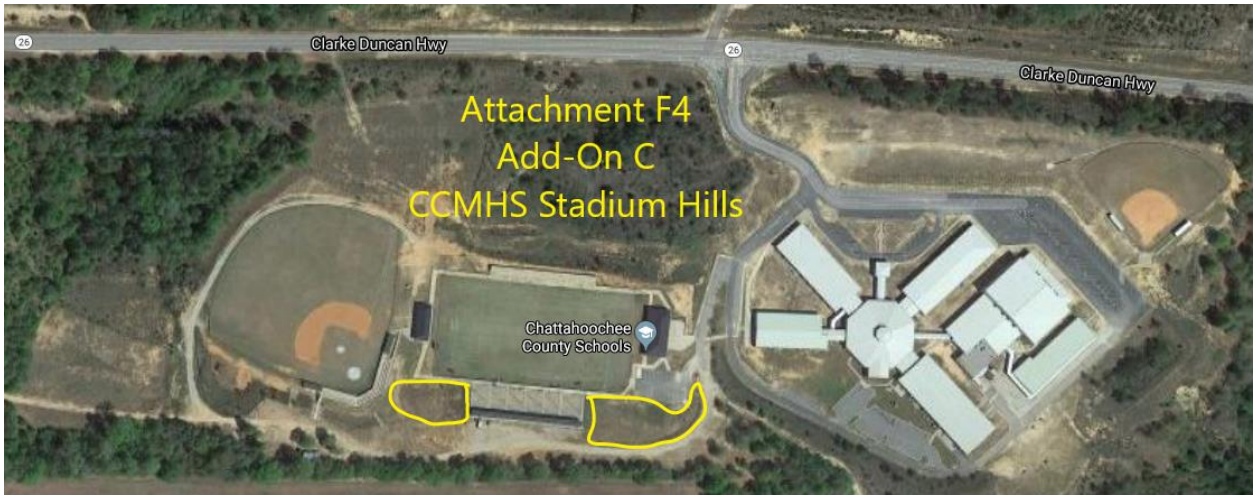 26
Clarke Duncan Hwy
26
Clarke Duncan Hwy
Attachment F4
Add-On C
CCMHS Stadium Hills
Chattahoochee
County Schools